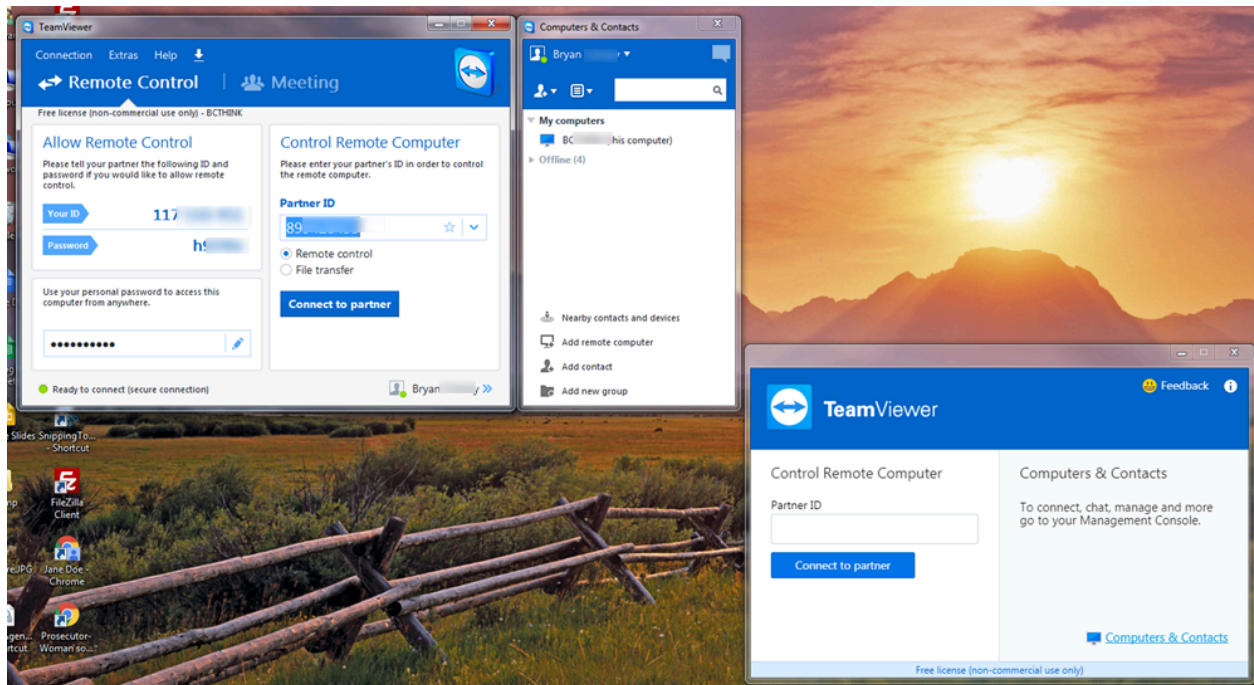 TeamViewer
Connection Extras Help
Remote Control
Meeting
Free license (non-commercial use only) - BCTHINK
Allow Remote Control
Please tell your partner the following ID and
password if you would like to allow remote
control.
Your ID 117
Password h9
Use your personal password to access this
computer from anywhere.
Ready to connect (secure connection)
Bryan
Control Remote Computer
Please enter your partner's ID in order to control
the remote computer.
Partner ID
89
Remote control
File transfer
Connect to partner
Computers & Contacts
Bryan
My computers
BC his computer)
Offline (4)
Nearby contacts and devices
Add remote computer
Add contact
Add new group
Slides SnippingTo...
- Shortcut
FileZilla
Client
Jane Doe -
Chrome
Prosecutor-
Woman so...
Feedback
TeamViewer
Control Remote Computer
Partner ID
Connect to partner
Computers & Contacts
To connect, chat, manage and more
go to your Management Console.
Computers & Contacts
Free license (non-commercial use only)